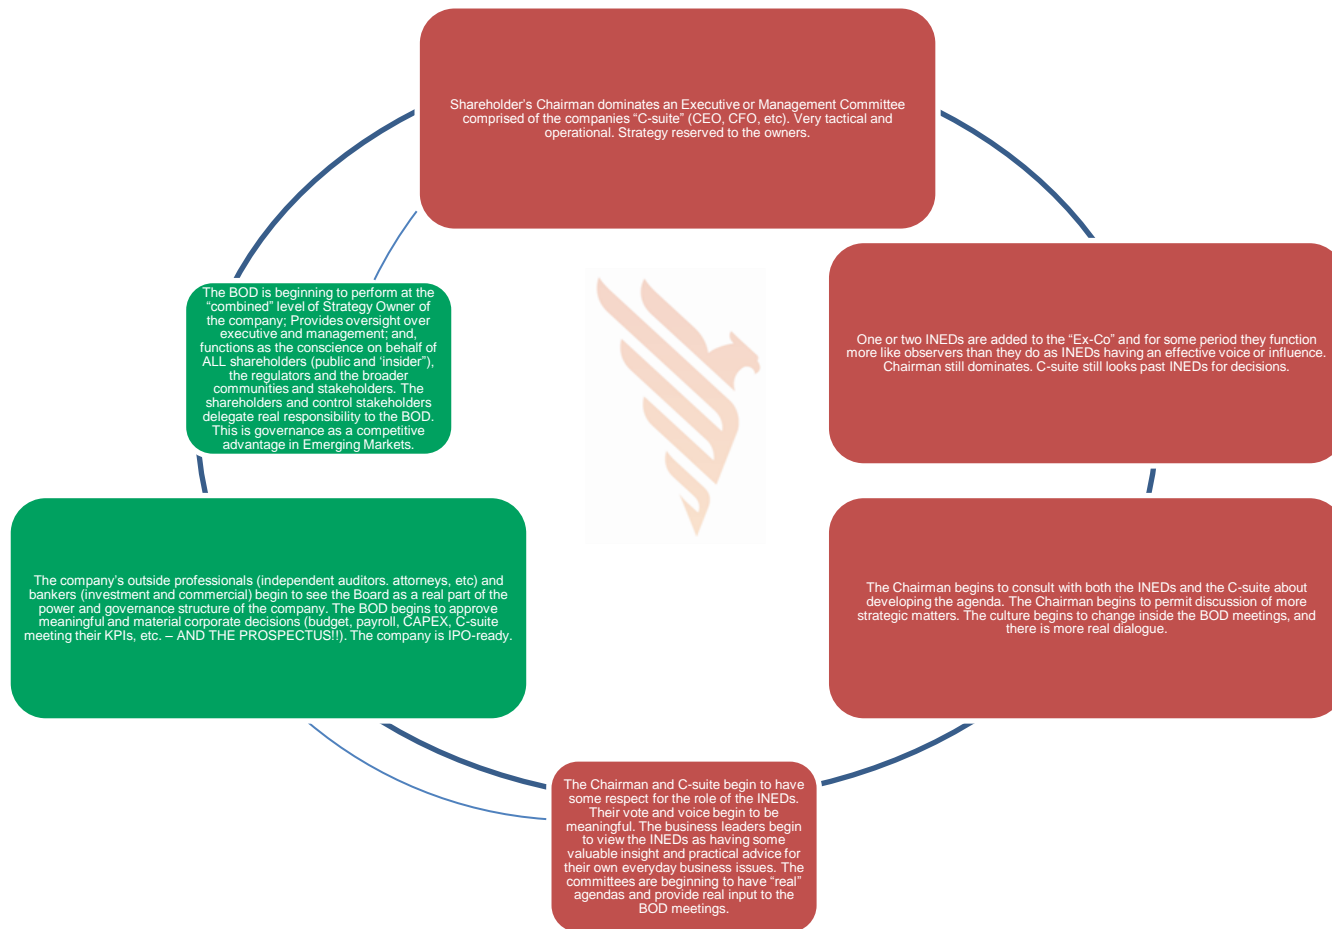 Shareholder's Chairman dominates an Executive or Management Committee
comprised of the companies “C-suite” (CEO, CFO, etc). Very tactical and
operational. Strategy reserved to the owners.
One or two INEDs are added to the “Ex-Co” and for some period they function
more like observers than they do as INEDs having an effective voice or influence.
Chairman still dominates. C-suite still looks past INEDs for decisions.
The Chairman begins to consult with both the INEDs and the C-suite about
developing the agenda. The Chairman begins to permit discussion of more
strategic matters. The culture begins to change inside the BOD meetings, and
there is more real dialogue.
The Chairman and C-suite begin to have
some respect for the role of the INEDs.
Their vote and voice begin to be
meaningful. The business leaders begin
to view the INEDs as having some
valuable insight and practical advice for
their own everyday business issues. The
committees are beginning to have “real”
agendas and provide real input to the
BOD meetings.
The company's outside professionals (independent auditors. attorneys, etc) and
bankers (investment and commercial) begin to see the Board as a real part of the
power and governance structure of the company. The BOD begins to approve
meaningful and material corporate decisions (budget, payroll, CAPEX, C-suite
meeting their KPIs, etc. – AND THE PROSPECTUS!!). The company is IPO-ready.
The BOD is beginning to perform at the
“combined” level of Strategy Owner of
the company; Provides oversight over
executive and management; and,
functions as the conscience on behalf of
ALL shareholders (public and ‘insider”),
the regulators and the broader
communities and stakeholders. The
shareholders and control stakeholders
delegate real responsibility to the BOD.
This is governance as a competitive
advantage in Emerging Markets.